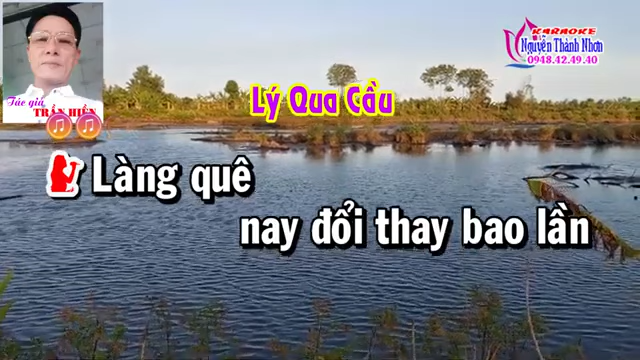 KARAOKE
Nguyễn Thành Nhơn
0948.42.49.40
Tác giả
TRẦN HIỀN
Lý Qua Cầu
Làng quê
nay đổi thay bao lần